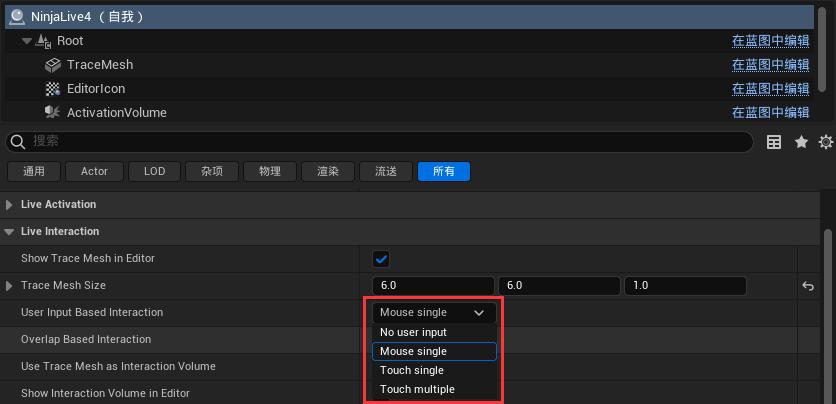 NinjaLive4 （自我）
Root 在蓝图中编辑
TraceMesh 在蓝图中编辑
EditorIcon 在蓝图中编辑
ActivationVolume 在蓝图中编辑
搜索
通用 Actor LOD 杂项 物理 渲染 流送 所有
Live Activation
Live Interaction
Show Trace Mesh in Editor
Trace Mesh Size 6.0 6.0 1.0
User Input Based Interaction Mouse single
No user input
Overlap Based Interaction
Mouse single
Use Trace Mesh as Interaction Volume Touch single
Show Interaction Volume in Editor Touch multiple